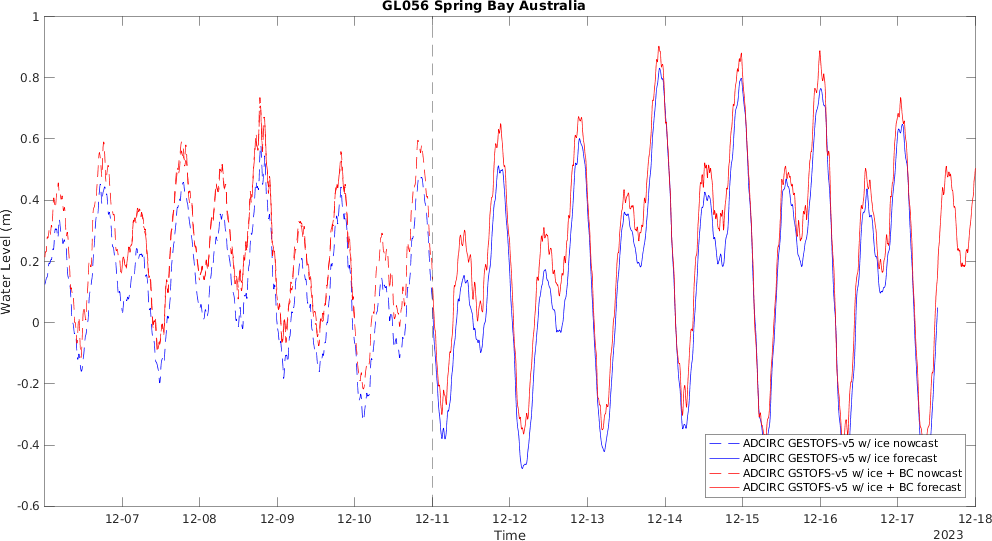 GL056 Spring Bay Australia
Water Level (m)
1
0.8
0.6
0.4
0.2
0
-0.2
-0.4
-0.6
ADCIRC GESTOFS-v5 w/ ice nowcast
ADCIRC GESTOFS-v5 w/ ice forecast
ADCIRC GSTOFS-v5 w/ ice + BC nowcast
ADCIRC GSTOFS-v5 w/ ice + BC forecast
12-07 12-08 12-09 12-10 12-11 12-12 12-13 12-14 12-15 12-16 12-17 12-18
Time
2023